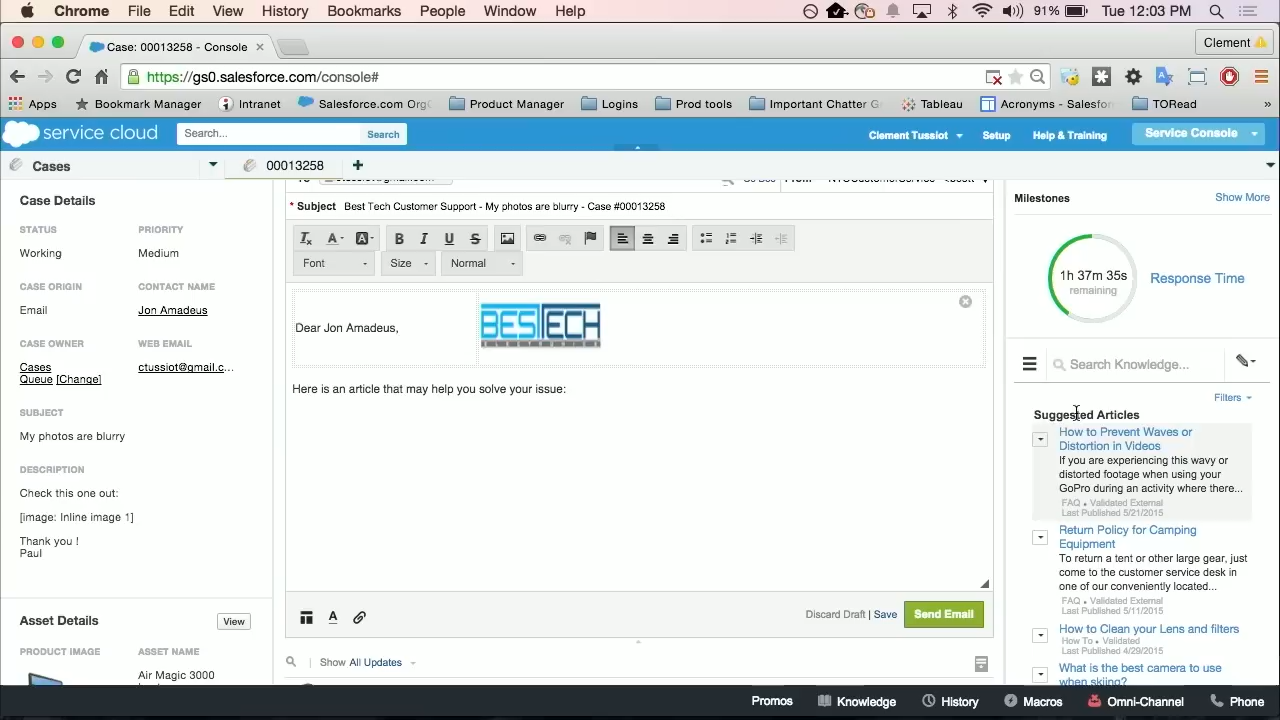 Chrome File Edit View History Bookmarks People Window Help 91% Tue 12:03 PM
Case: 00013258 - Console
Clement
https://gs0.salesforce.com/console#
Apps Bookmark Manager Intranet Salesforce.com Org Product Manager Logins Prod tools Important Chatter G Tableau Acronyms - Salesfor TORead »
service cloud Search... Search Clement Tussiot Setup Help & Training Service Console
Cases 00013258
Case Details
STATUS PRIORITY
Working Medium
CASE ORIGIN CONTACT NAME
Email Jon Amadeus
CASE OWNER WEB EMAIL
Cases
Queue [Change] ctussiot@gmail.c...
SUBJECT
My photos are blurry
DESCRIPTION
Check this one out:
[image: Inline image 1]
Thank you !
Paul
Asset Details View
PRODUCT IMAGE ASSET NAME
Air Magic 3000
* Subject Best Tech Customer Support - My photos are blurry - Case #00013258
Font Size Normal
Dear Jon Amadeus,
BESTECH
Here is an article that may help you solve your issue:
Discard Draft | Save Send Email
Show All Updates
Milestones Show More
1h 37m 35s
remaining
Response Time
Search Knowledge...
Filters
Suggested Articles
How to Prevent Waves or
Distortion in Videos
If you are experiencing this wavy or
distorted footage when using your
GoPro during an activity where there...
FAQ • Validated External
Last Published 5/21/2015
Return Policy for Camping
Equipment
To return a tent or other large gear, just
come to the customer service desk in
one of our conveniently located...
FAQ • Validated External
Last Published 5/11/2015
How to Clean your Lens and filters
How To • Validated
Last Published 4/29/2015
What is the best camera to use
when skiing?
Promos Knowledge History Macros Omni-Channel Phone